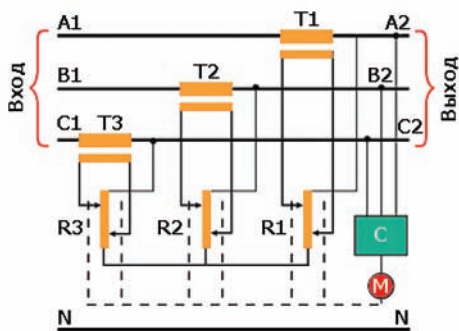 A1 T1 A2
B1 T2 B2
C1 T3 C2
Вход
Выход
R3 R2 R1
C
M
N N